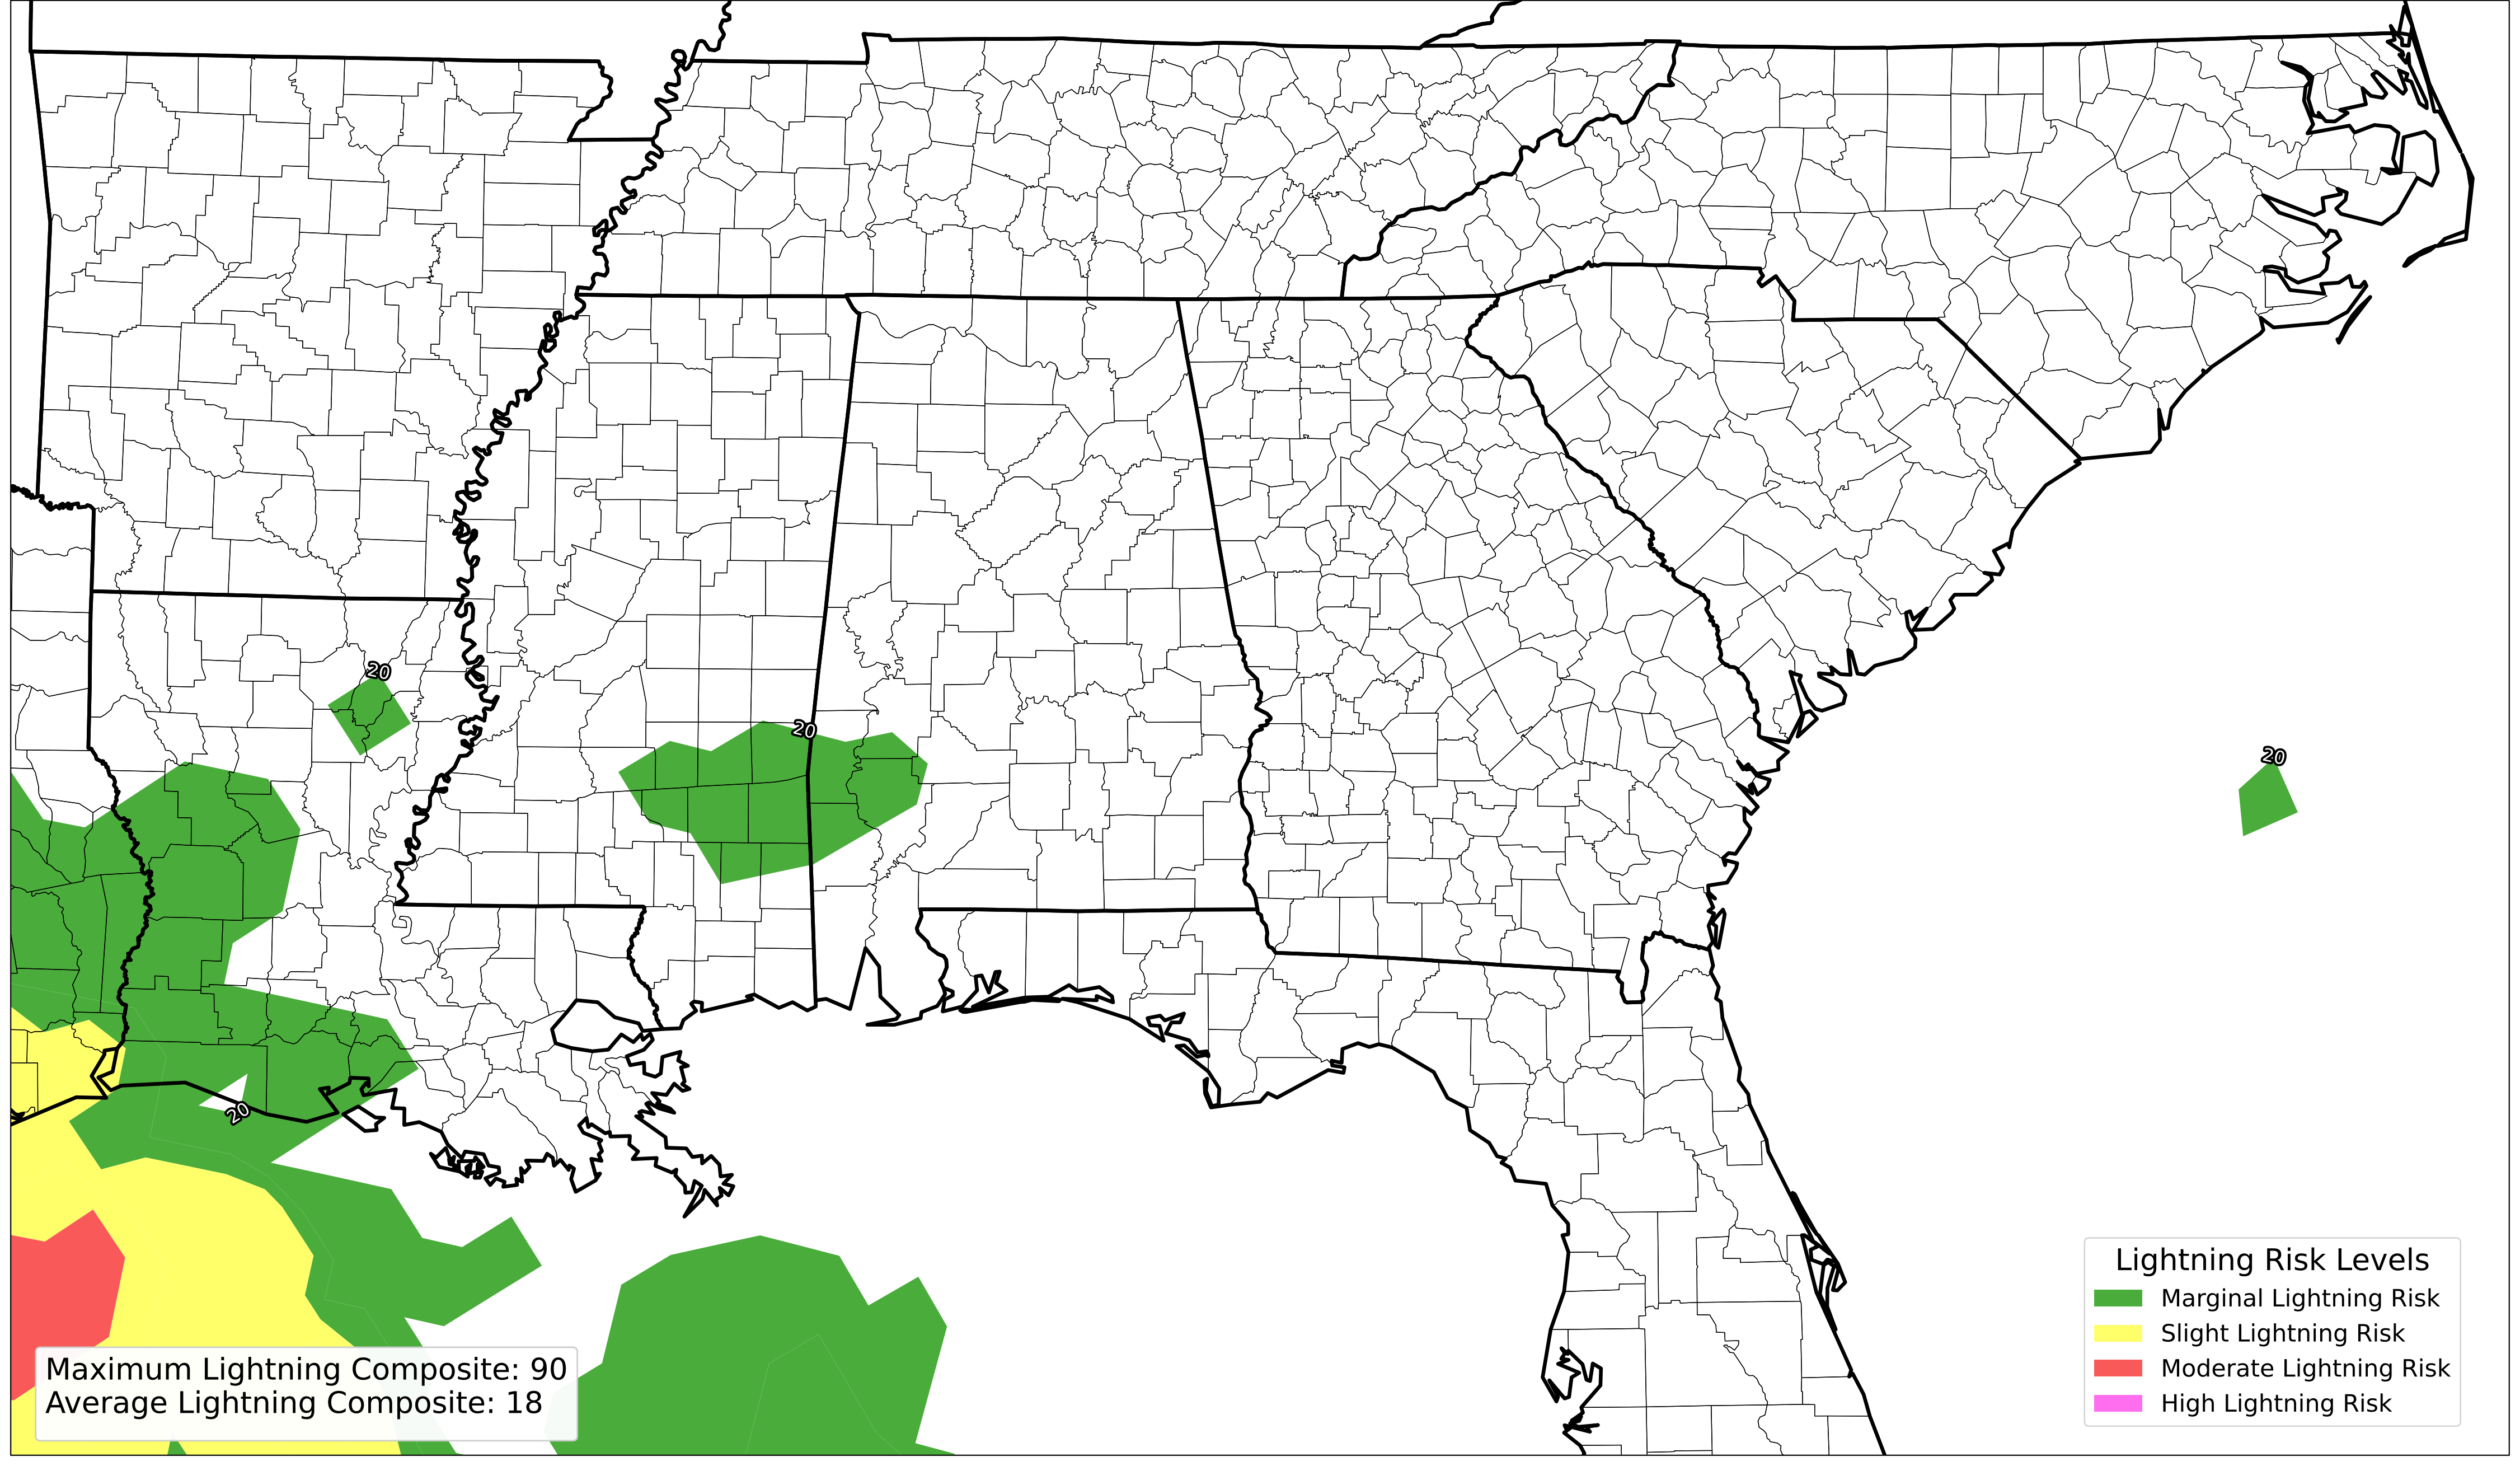 20
20
20
20
Lightning Risk Levels
Marginal Lightning Risk
Slight Lightning Risk
Moderate Lightning Risk
High Lightning Risk
Maximum Lightning Composite: 90
Average Lightning Composite: 18